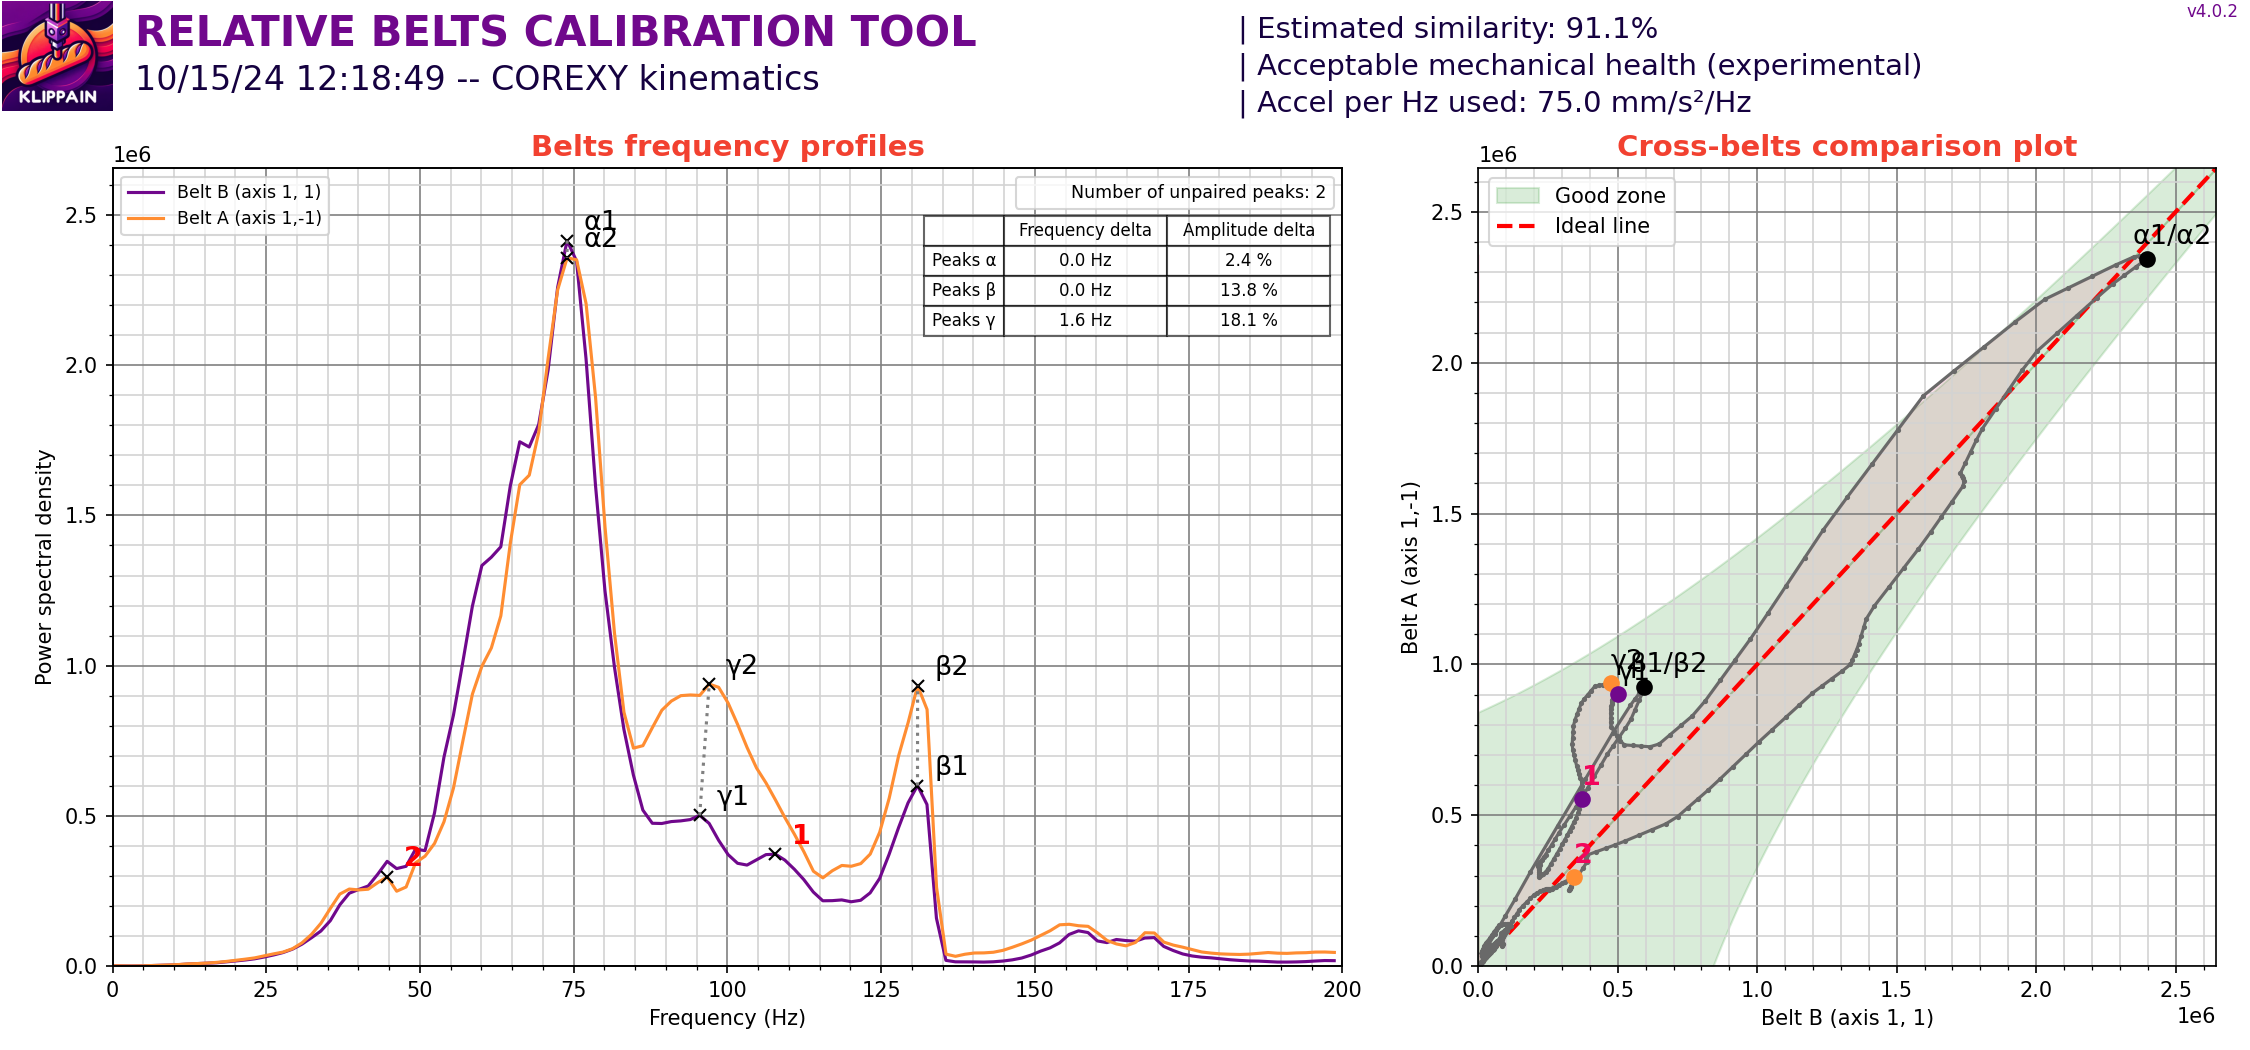 KLIPPAIN
RELATIVE BELTS CALIBRATION TOOL
10/15/24 12:18:49 -- COREXY kinematics
| Estimated similarity: 91.1%
| Acceptable mechanical health (experimental)
| Accel per Hz used: 75.0 mm/s²/Hz
v4.0.2
Belts frequency profiles
1e6
Belt B (axis 1, 1)
Belt A (axis 1,-1)
Number of unpaired peaks: 2
Frequency delta Amplitude delta
Peaks α 0.0 Hz 2.4 %
Peaks β 0.0 Hz 13.8 %
Peaks γ 1.6 Hz 18.1 %
α1
α2
γ2
β2
β1
γ1
1
2
2.5
2.0
1.5
1.0
0.5
0.0
Power spectral density
0 25 50 75 100 125 150 175 200
Frequency (Hz)
Cross-belts comparison plot
1e6
Good zone
Ideal line
α1/α2
γ2
β1/β2
γ1
1
2
2.5
2.0
1.5
1.0
0.5
0.0
Belt A (axis 1,-1)
0.0 0.5 1.0 1.5 2.0 2.5
Belt B (axis 1, 1)
1e6